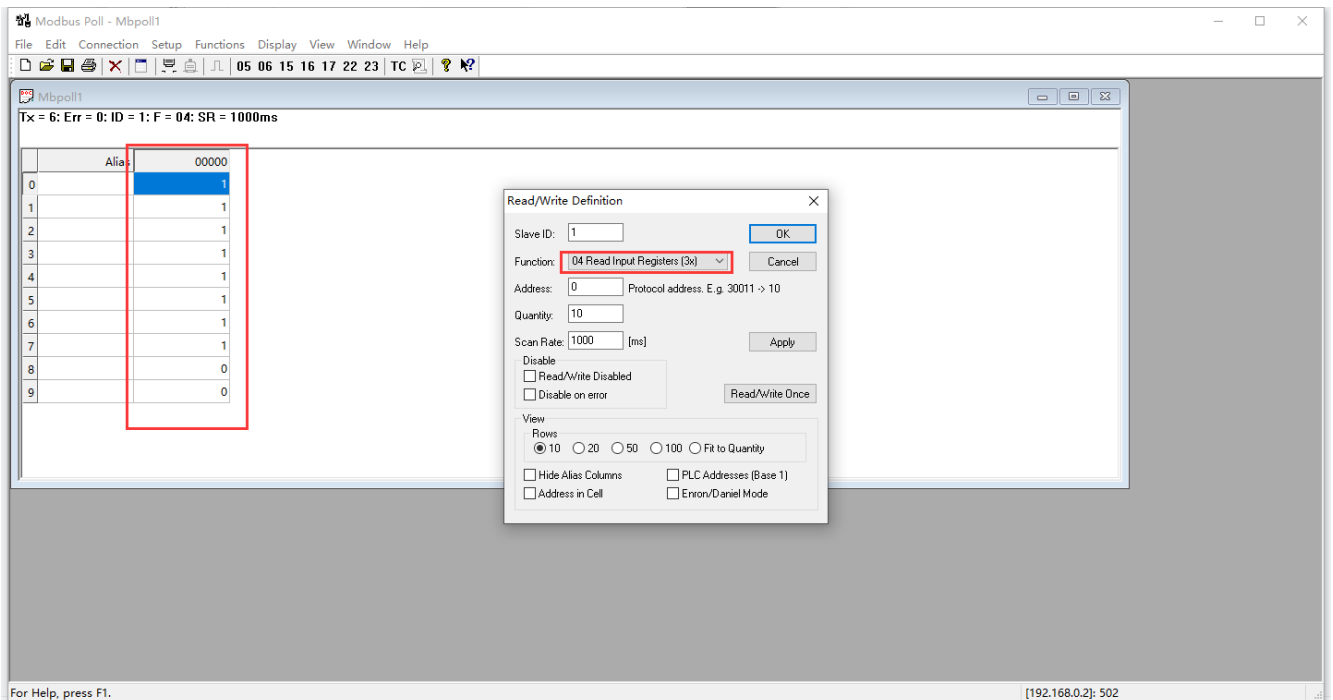 Modbus Poll - Mbpoll1
File Edit Connection Setup Functions Display View Window Help
05 06 15 16 17 22 23 TC
Mbpoll1
Tx = 6: Err = 0: ID = 1: F = 04: SR = 1000ms
Alias 00000
0 1
1 1
2 1
3 1
4 1
5 1
6 1
7 1
8 0
9 0
Read/Write Definition
Slave ID: 1 OK
Function: 04 Read Input Registers (3x) Cancel
Address: 0 Protocol address. E.g. 30011 -> 10
Quantity: 10
Scan Rate: 1000 [ms] Apply
Disable
Read/Write Disabled
Disable on error Read/Write Once
View
Rows
10 20 50 100 Fit to Quantity
Hide Alias Columns PLC Addresses (Base 1)
Address in Cell Enron/Daniel Mode
For Help, press F1. [192.168.0.2]: 502